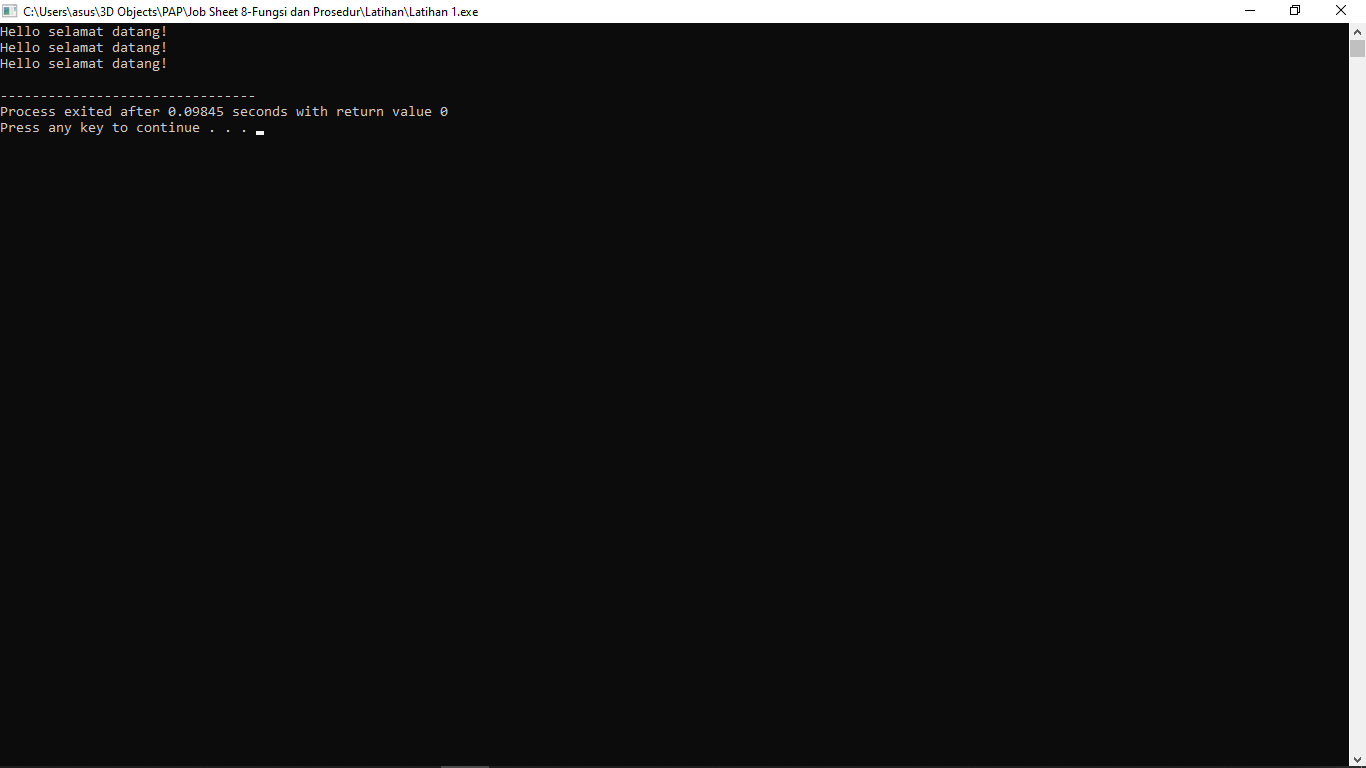 C:\Users\asus\3D Objects\PAP\Job Sheet 8-Fungsi dan Prosedur\Latihan\Latihan 1.exe
Hello selamat datang!
Hello selamat datang!
Hello selamat datang!
--------------------------------
Process exited after 0.09845 seconds with return value 0
Press any key to continue . . .